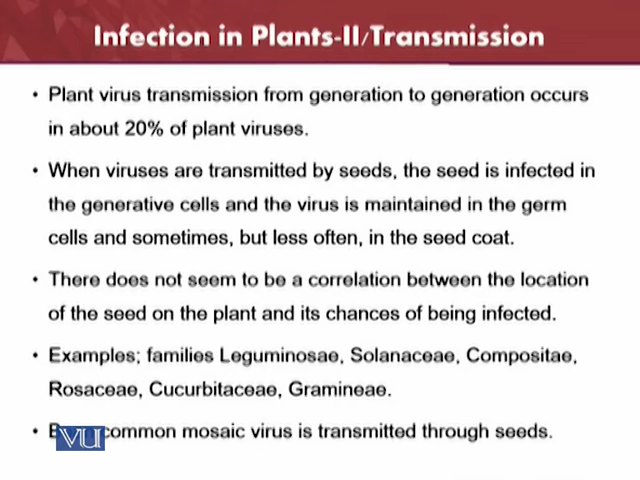 Infection in Plants-II/Transmission
• Plant virus transmission from generation to generation occurs
in about 20% of plant viruses.
• When viruses are transmitted by seeds, the seed is infected in
the generative cells and the virus is maintained in the germ
cells and sometimes, but less often, in the seed coat.
• There does not seem to be a correlation between the location
of the seed on the plant and its chances of being infected.
• Examples; families Leguminosae, Solanaceae, Compositae,
Rosaceae, Cucurbitaceae, Gramineae.
• VU common mosaic virus is transmitted through seeds.